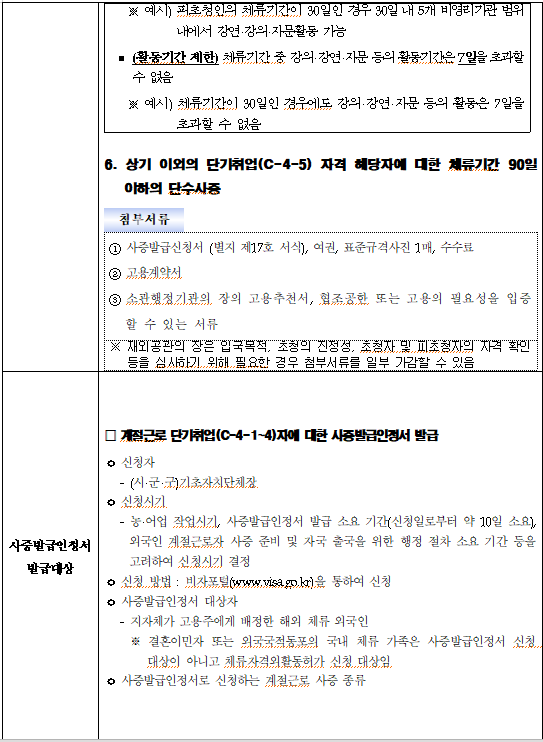 ※ 예시) 피초청인의 체류기간이 30일인 경우 30일 내 5개 비영리기관 범위
내에서 강연·강의·자문활동 가능
▪ (활동기간 제한) 체류기간 중 강의·강연·자문 등의 활동기간은 7일을 초과할
수 없음
※ 예시) 체류기간이 30일인 경우에도 강의·강연·자문 등의 활동은 7일을
초과할 수 없음
6. 상기 이외의 단기취업(C-4-5) 자격 해당자에 대한 체류기간 90일
이하의 단수사증
첨부서류
① 사증발급신청서 (별지 제17호 서식), 여권, 표준규격사진 1매, 수수료
② 고용계약서
③ 소관행정기관의 장의 고용추천서, 협조공한 또는 고용의 필요성을 입증
할 수 있는 서류
※ 재외공관의 장은 입국목적, 초청의 진정성, 초청자 및 피초청자의 자격 확인
등을 심사하기 위해 필요한 경우 첨부서류를 일부 가감할 수 있음
사증발급인정서
발급대상
□ 계절근로 단기취업(C-4-1~4)자에 대한 사증발급인정서 발급
ㅇ 신청자
- (시·군·구)기초자치단체장
ㅇ 신청시기
- 농·어업 작업시기, 사증발급인정서 발급 소요 기간(신청일로부터 약 10일 소요),
외국인 계절근로자 사증 준비 및 자국 출국을 위한 행정 절차 소요 기간 등을
고려하여 신청시기 결정
ㅇ 신청 방법 : 비자포털(www.visa.go.kr)을 통하여 신청
ㅇ 사증발급인정서 대상자
- 지자체가 고용주에게 배정한 해외 체류 외국인
※ 결혼이민자 또는 외국국적동포의 국내 체류 가족은 사증발급인정서 신청
대상이 아니고 체류자격외활동허가 신청 대상임
ㅇ 사증발급인정서로 신청하는 계절근로 사증 종류